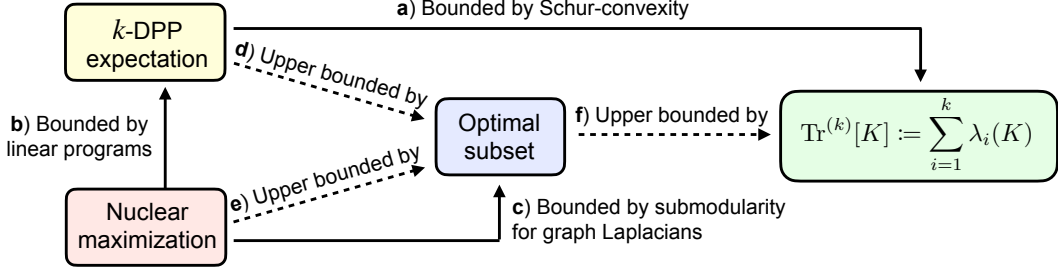 a) Bounded by Schur-convexity
k-DPP
expectation
d) Upper bounded by
b) Bounded by
linear programs
Optimal
subset
f) Upper bounded by
Tr^{(k)}[K] := \sum_{i=1}^{k} λ_i(K)
e) Upper bounded by
Nuclear
maximization
c) Bounded by submodularity
for graph Laplacians